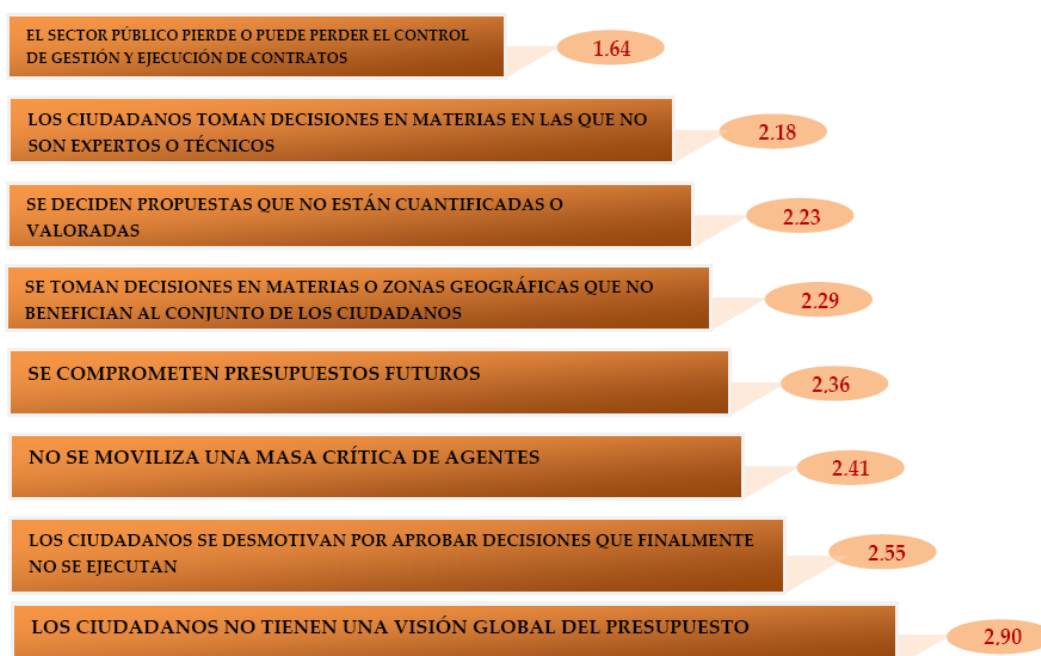 EL SECTOR PÚBLICO PIERDE O PUEDE PERDER EL CONTROL
DE GESTIÓN Y EJECUCIÓN DE CONTRATOS
1.64
LOS CIUDADANOS TOMAN DECISIONES EN MATERIAS EN LAS QUE NO
SON EXPERTOS O TÉCNICOS
2.18
SE DECIDEN PROPUESTAS QUE NO ESTÁN CUANTIFICADAS O
VALORADAS
2.23
SE TOMAN DECISIONES EN MATERIAS O ZONAS GEOGRÁFICAS QUE NO
BENEFICIAN AL CONJUNTO DE LOS CIUDADANOS
2.29
SE COMPROMETEN PRESUPUESTOS FUTUROS
2,36
NO SE MOVILIZA UNA MASA CRÍTICA DE AGENTES
2.41
LOS CIUDADANOS SE DESMOTIVAN POR APROBAR DECISIONES QUE FINALMENTE
NO SE EJECUTAN
2.55
LOS CIUDADANOS NO TIENEN UNA VISIÓN GLOBAL DEL PRESUPUESTO
2,90